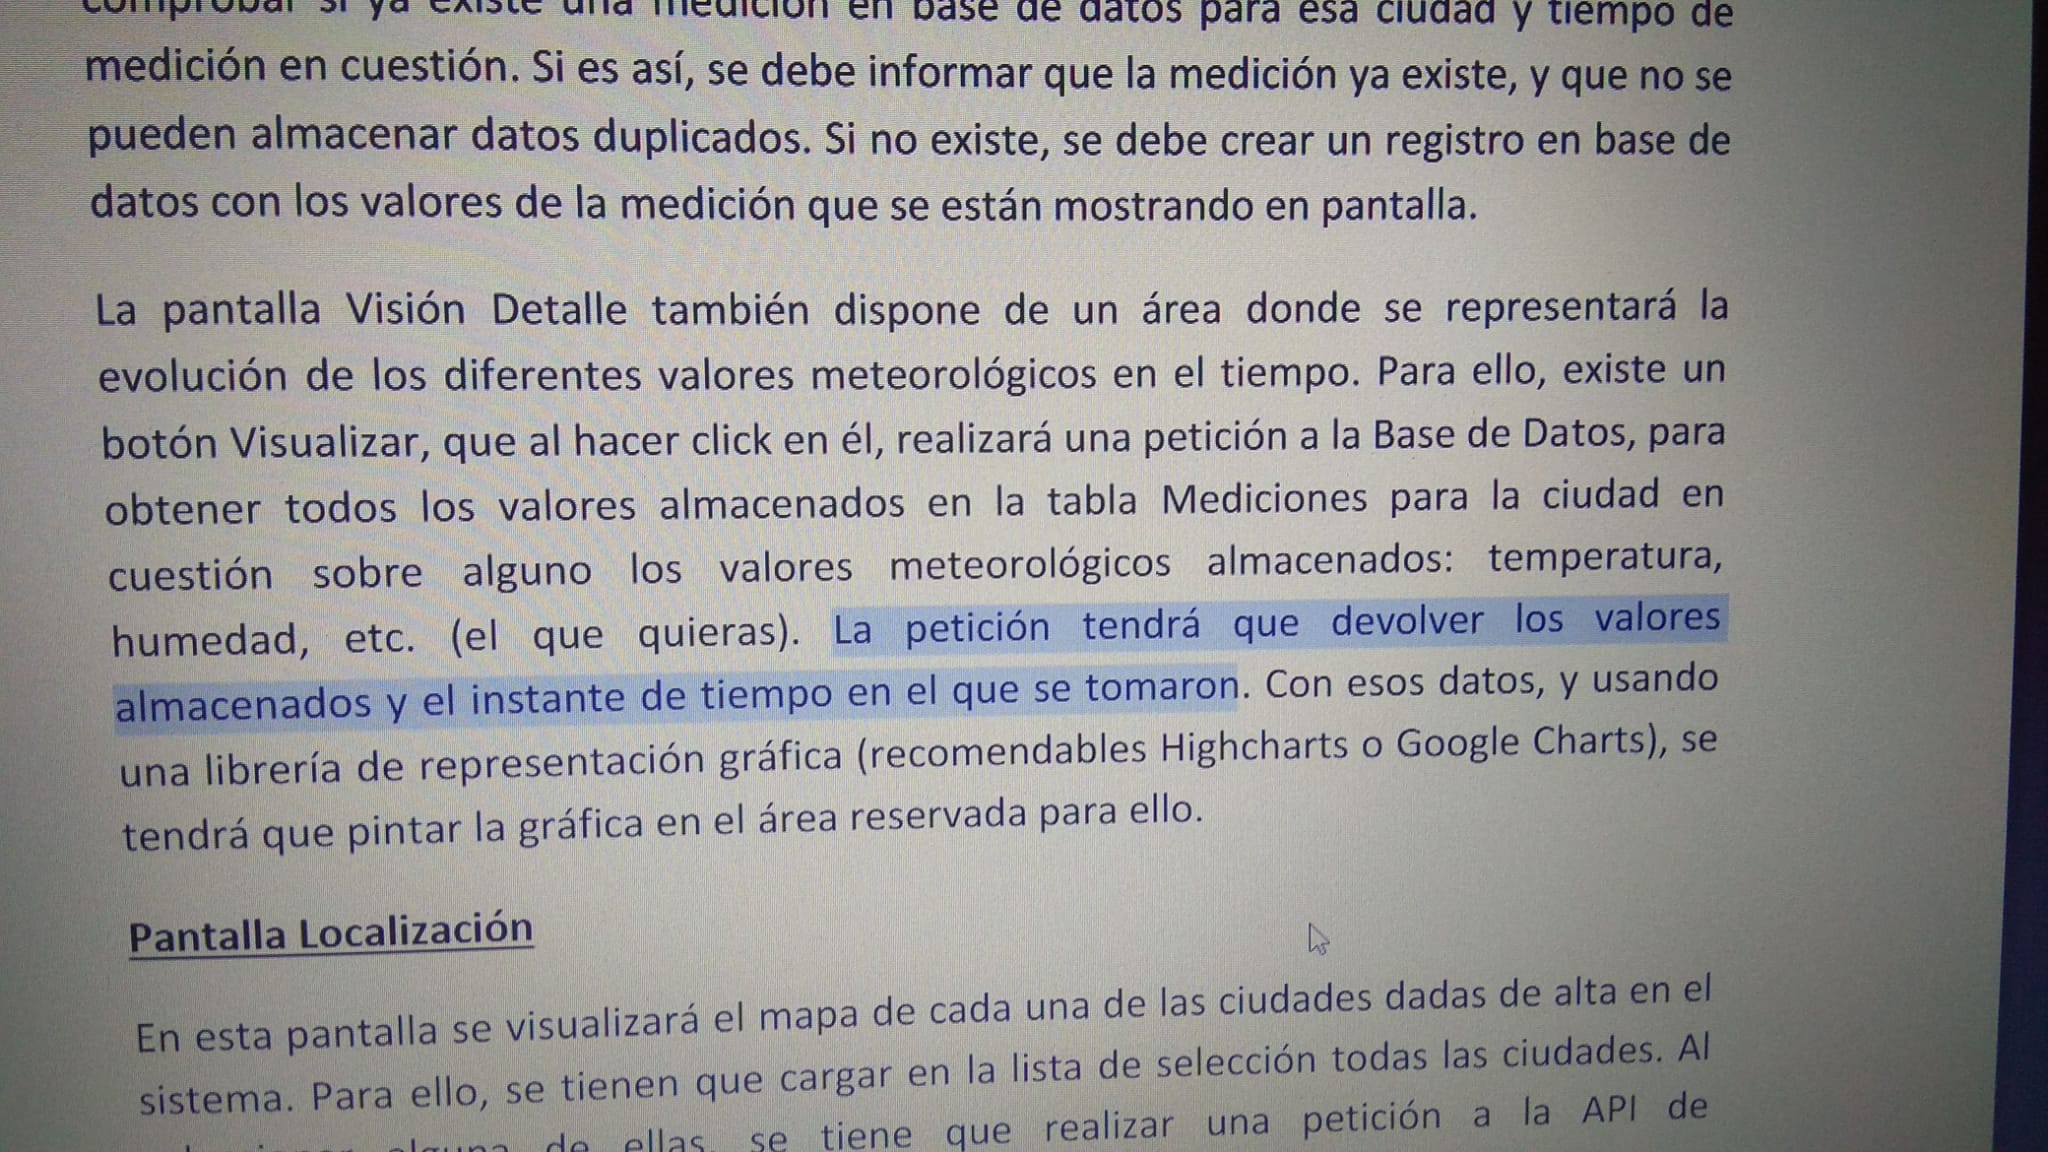 comprobar si ya existe una medición en base de datos para esa ciudad y tiempo de
medición en cuestión. Si es así, se debe informar que la medición ya existe, y que no se
pueden almacenar datos duplicados. Si no existe, se debe crear un registro en base de
datos con los valores de la medición que se están mostrando en pantalla.
La pantalla Visión Detalle también dispone de un área donde se representará la
evolución de los diferentes valores meteorológicos en el tiempo. Para ello, existe un
botón Visualizar, que al hacer click en él, realizará una petición a la Base de Datos, para
obtener todos los valores almacenados en la tabla Mediciones para la ciudad en
cuestión sobre alguno los valores meteorológicos almacenados: temperatura,
humedad, etc. (el que quieras). La petición tendrá que devolver los valores
almacenados y el instante de tiempo en el que se tomaron. Con esos datos, y usando
una librería de representación gráfica (recomendables Highcharts o Google Charts), se
tendrá que pintar la gráfica en el área reservada para ello.
Pantalla Localización
En esta pantalla se visualizará el mapa de cada una de las ciudades dadas de alta en el
sistema. Para ello, se tienen que cargar en la lista de selección todas las ciudades. Al
alguna de ellas, se tiene que realizar una petición a la API de